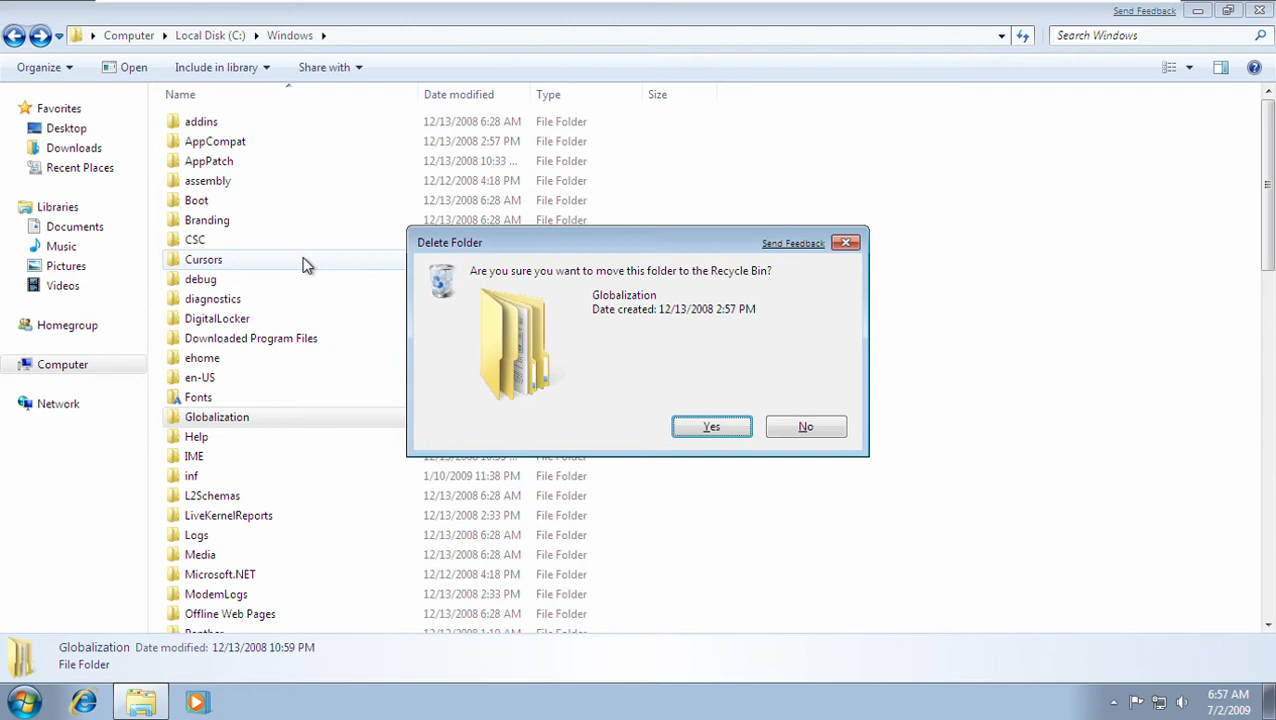 Send Feedback
Computer Local Disk (C:) Windows Search Windows
Organize Open Include in library Share with
Name Date modified Type Size
Favorites
Desktop
Downloads
Recent Places
Libraries
Documents
Music
Pictures
Videos
Homegroup
Computer
Network
addins 12/13/2008 6:28 AM File Folder
AppCompat 12/13/2008 2:57 PM File Folder
AppPatch 12/13/2008 10:33 ... File Folder
assembly 12/12/2008 4:18 PM File Folder
Boot 12/13/2008 6:28 AM File Folder
Branding 12/13/2008 6:28 AM File Folder
CSC
Cursors
debug
diagnostics
DigitalLocker
Downloaded Program Files
ehome
en-US
Fonts
Globalization
Help
IME 12/13/2008 10:33 ... File Folder
inf 1/10/2009 11:38 PM File Folder
L2Schemas 12/13/2008 6:28 AM File Folder
LiveKernelReports 12/13/2008 2:33 PM File Folder
Logs 12/13/2008 6:28 AM File Folder
Media 12/13/2008 6:28 AM File Folder
Microsoft.NET 12/12/2008 4:18 PM File Folder
ModemLogs 12/13/2008 2:33 PM File Folder
Offline Web Pages 12/13/2008 6:28 AM File Folder
Delete Folder Send Feedback
Are you sure you want to move this folder to the Recycle Bin?
Globalization
Date created: 12/13/2008 2:57 PM
Yes No
Globalization Date modified: 12/13/2008 10:59 PM
File Folder
6:57 AM
7/2/2009